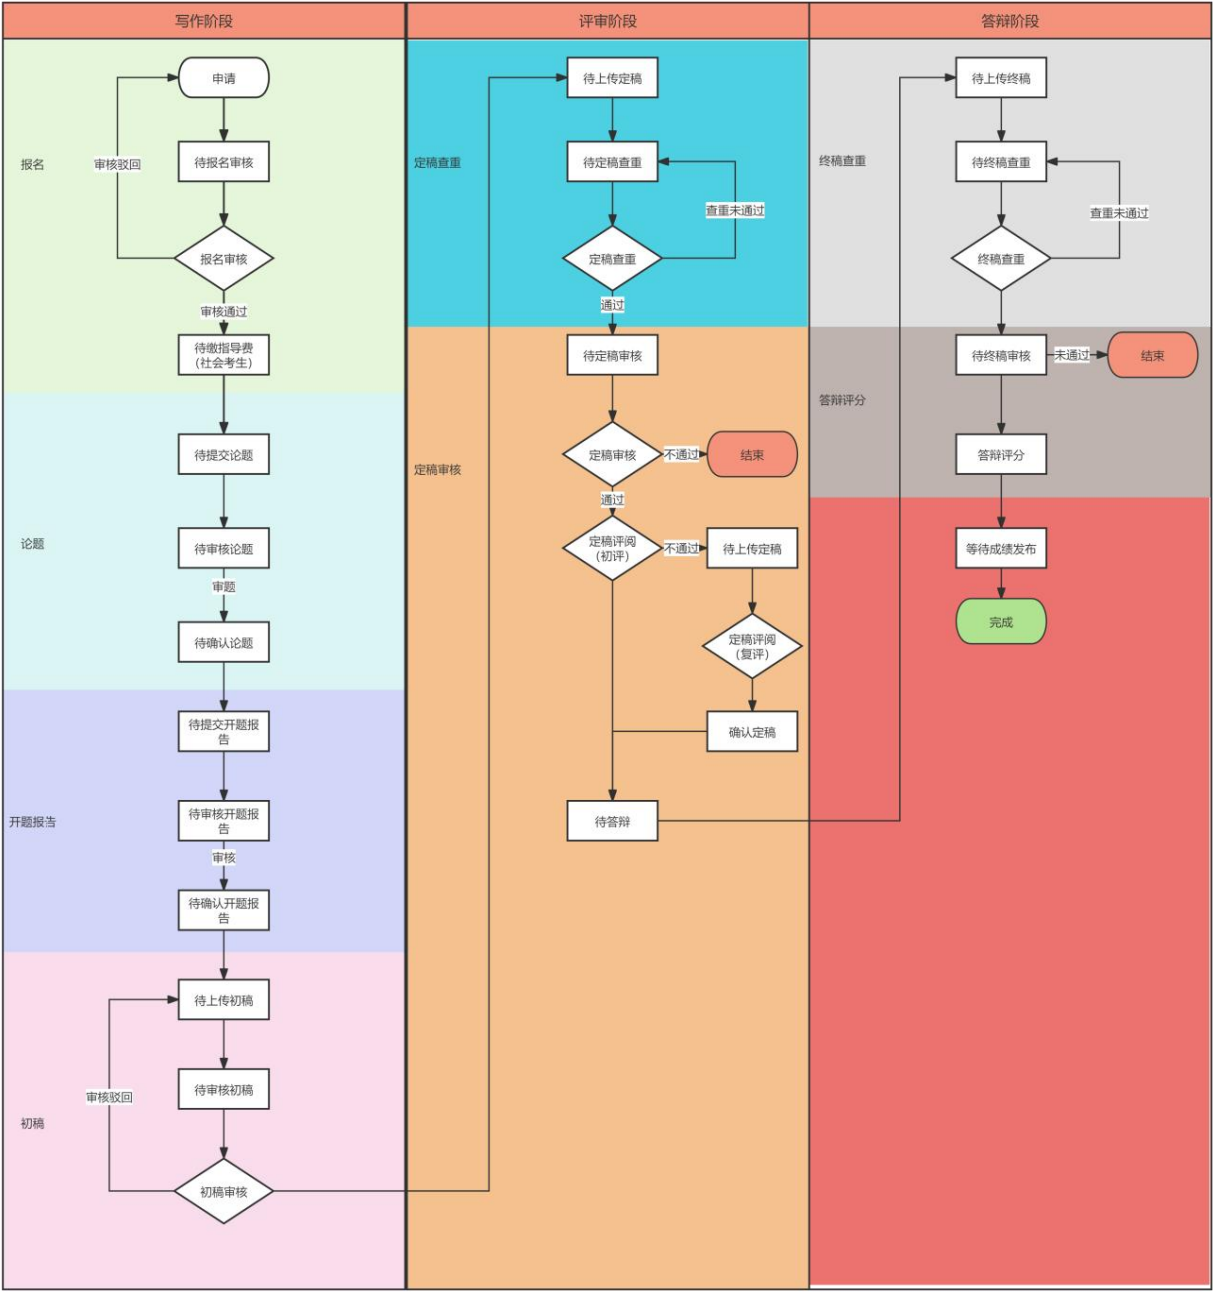 写作阶段
评审阶段
答辩阶段
报名
申请
审核驳回
待报名审核
报名审核
审核通过
待缴指导费
（社会考生）
论题
待提交论题
待审核论题
审题
待确认论题
开题报告
待提交开题报
告
待审核开题报
告
审核
待确认开题报
告
初稿
待上传初稿
审核驳回
待审核初稿
初稿审核
定稿查重
待上传定稿
待定稿查重
查重未通过
定稿查重
通过
定稿审核
待定稿审核
定稿审核
不通过
结束
通过
定稿评阅
（初评）
不通过
待上传定稿
定稿评阅
（复评）
确认定稿
待答辩
终稿查重
待上传终稿
待终稿查重
查重未通过
终稿查重
答辩评分
待终稿审核
未通过
结束
答辩评分
等待成绩发布
完成